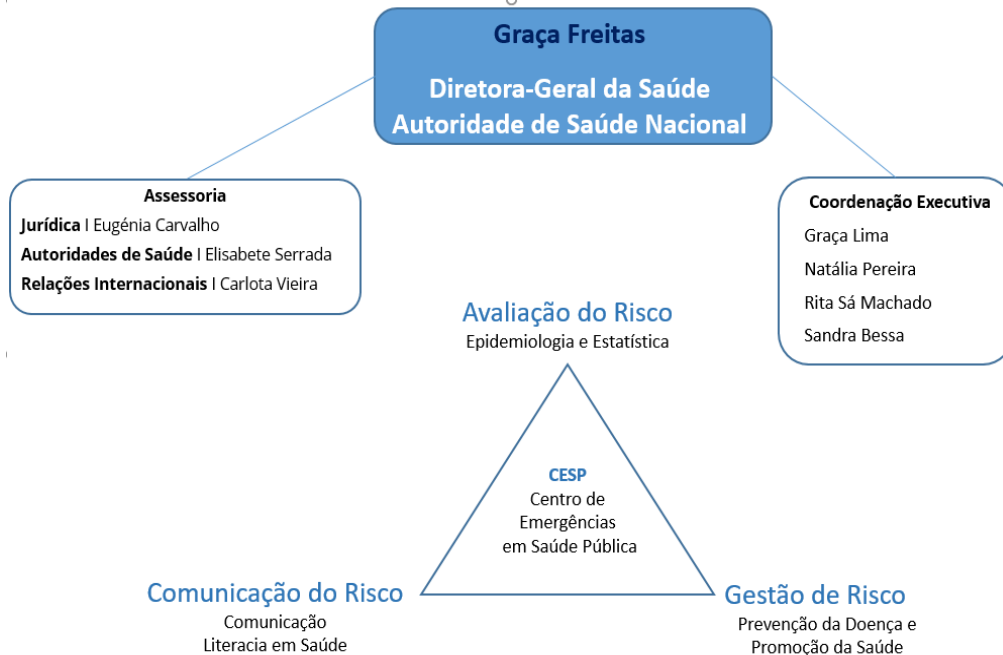 Graça Freitas
Diretora-Geral da Saúde
Autoridade de Saúde Nacional
Assessoria
Jurídica I Eugénia Carvalho
Autoridades de Saúde I Elisabete Serrada
Relações Internacionais I Carlota Vieira
Coordenação Executiva
Graça Lima
Natália Pereira
Rita Sá Machado
Sandra Bessa
Avaliação do Risco
Epidemiologia e Estatística
CESP
Centro de
Emergências
em Saúde Pública
Comunicação do Risco
Comunicação
Literacia em Saúde
Gestão de Risco
Prevenção da Doença e
Promoção da Saúde